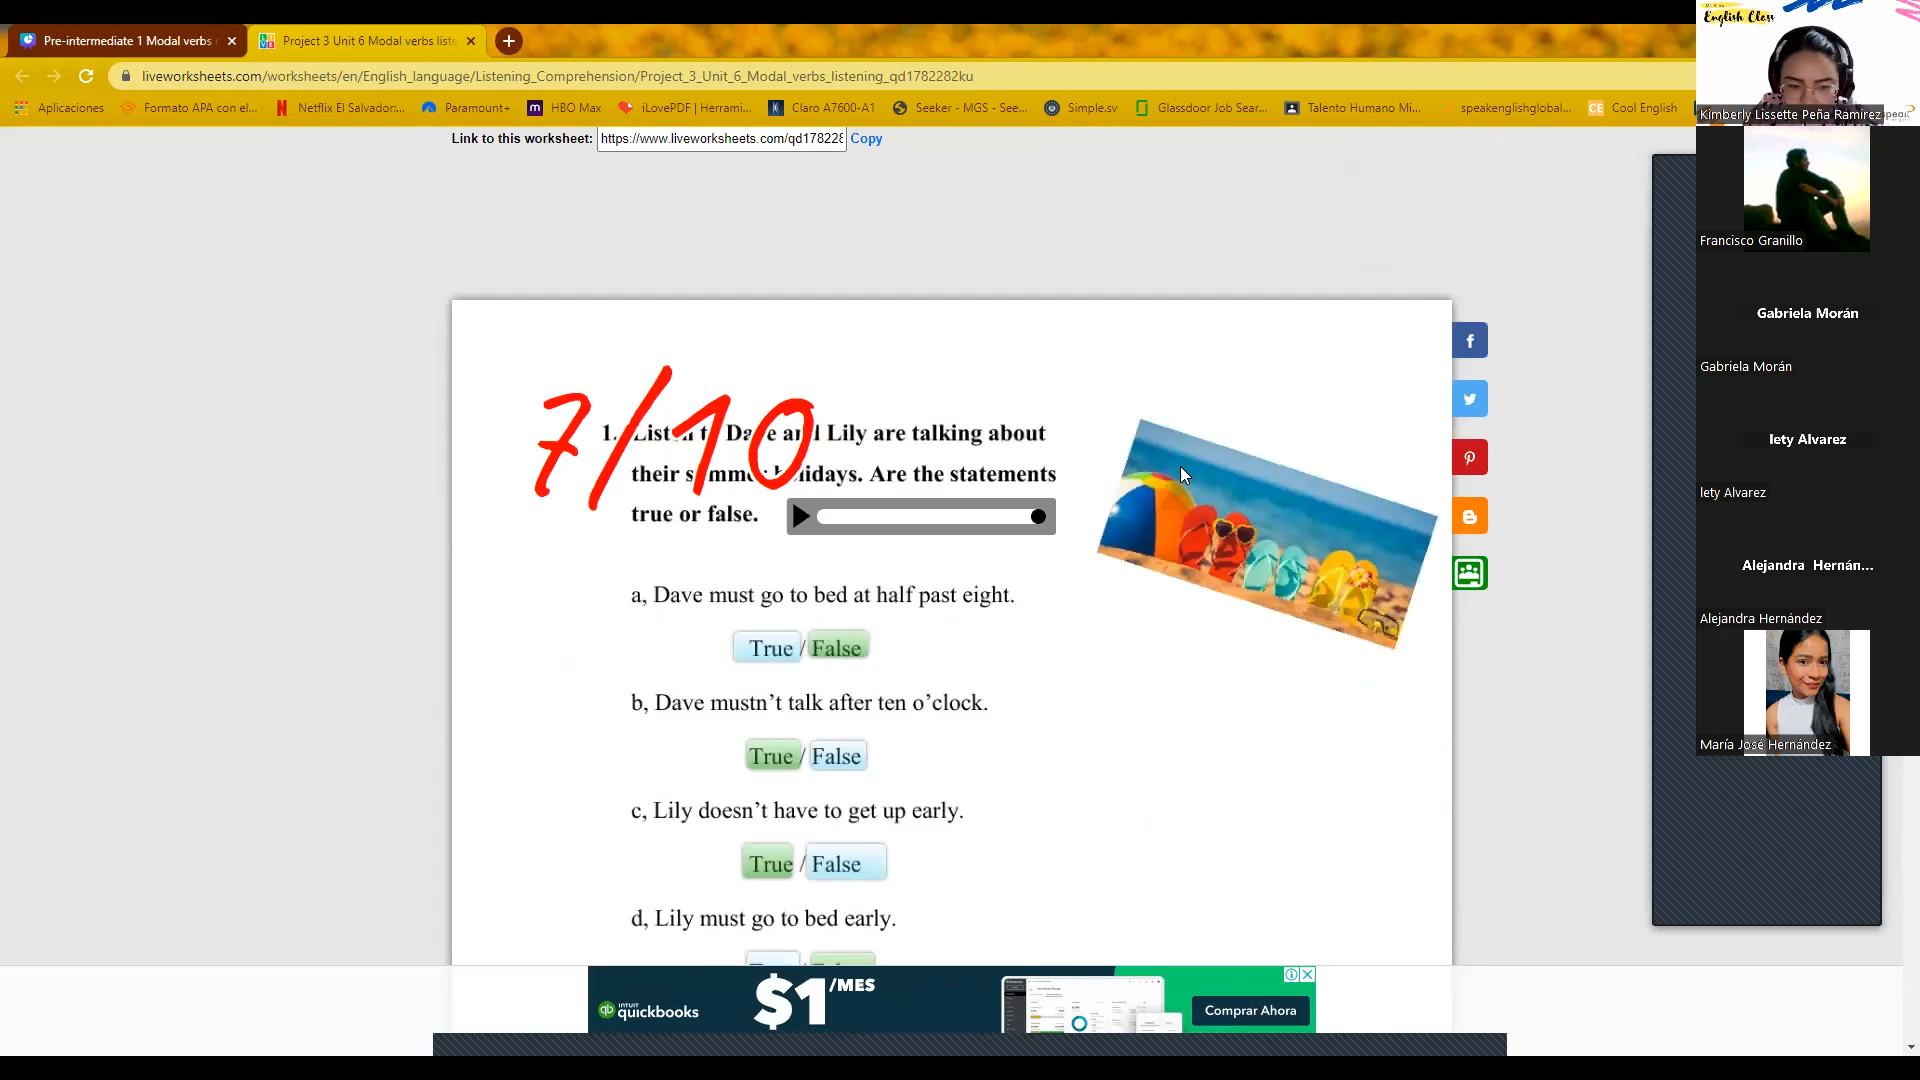 Pre-intermediate 1 Modal verbs
Project 3 Unit 6 Modal verbs liste
liveworksheets.com/worksheets/en/English_language/Listening_Comprehension/Project_3_Unit_6_Modal_verbs_listening_qd1782282ku
Aplicaciones
Formato APA con el...
Netflix El Salvador:...
Paramount+
HBO Max
iLovePDF | Herrami...
Claro A7600-A1
Seeker - MGS - See...
Simple.sv
Glassdoor Job Sear...
Talento Humano Mi...
speakenglishglobal...
Cool English
Link to this worksheet: https://www.liveworksheets.com/qd17822 Copy
7/10
1. Listen to Dave and Lily are talking about
their summer holidays. Are the statements
true or false.
a, Dave must go to bed at half past eight.
True / False
b, Dave mustn’t talk after ten o’clock.
True / False
c, Lily doesn’t have to get up early.
True / False
d, Lily must go to bed early.
INTUIT
quickbooks
$1/MES
Comprar Ahora
English Class
Kimberly Lissette Peña Ramirez
Francisco Granillo
Gabriela Morán
Gabriela Morán
lety Alvarez
lety Alvarez
Alejandra Hernán...
Alejandra Hernández
María José Hernández